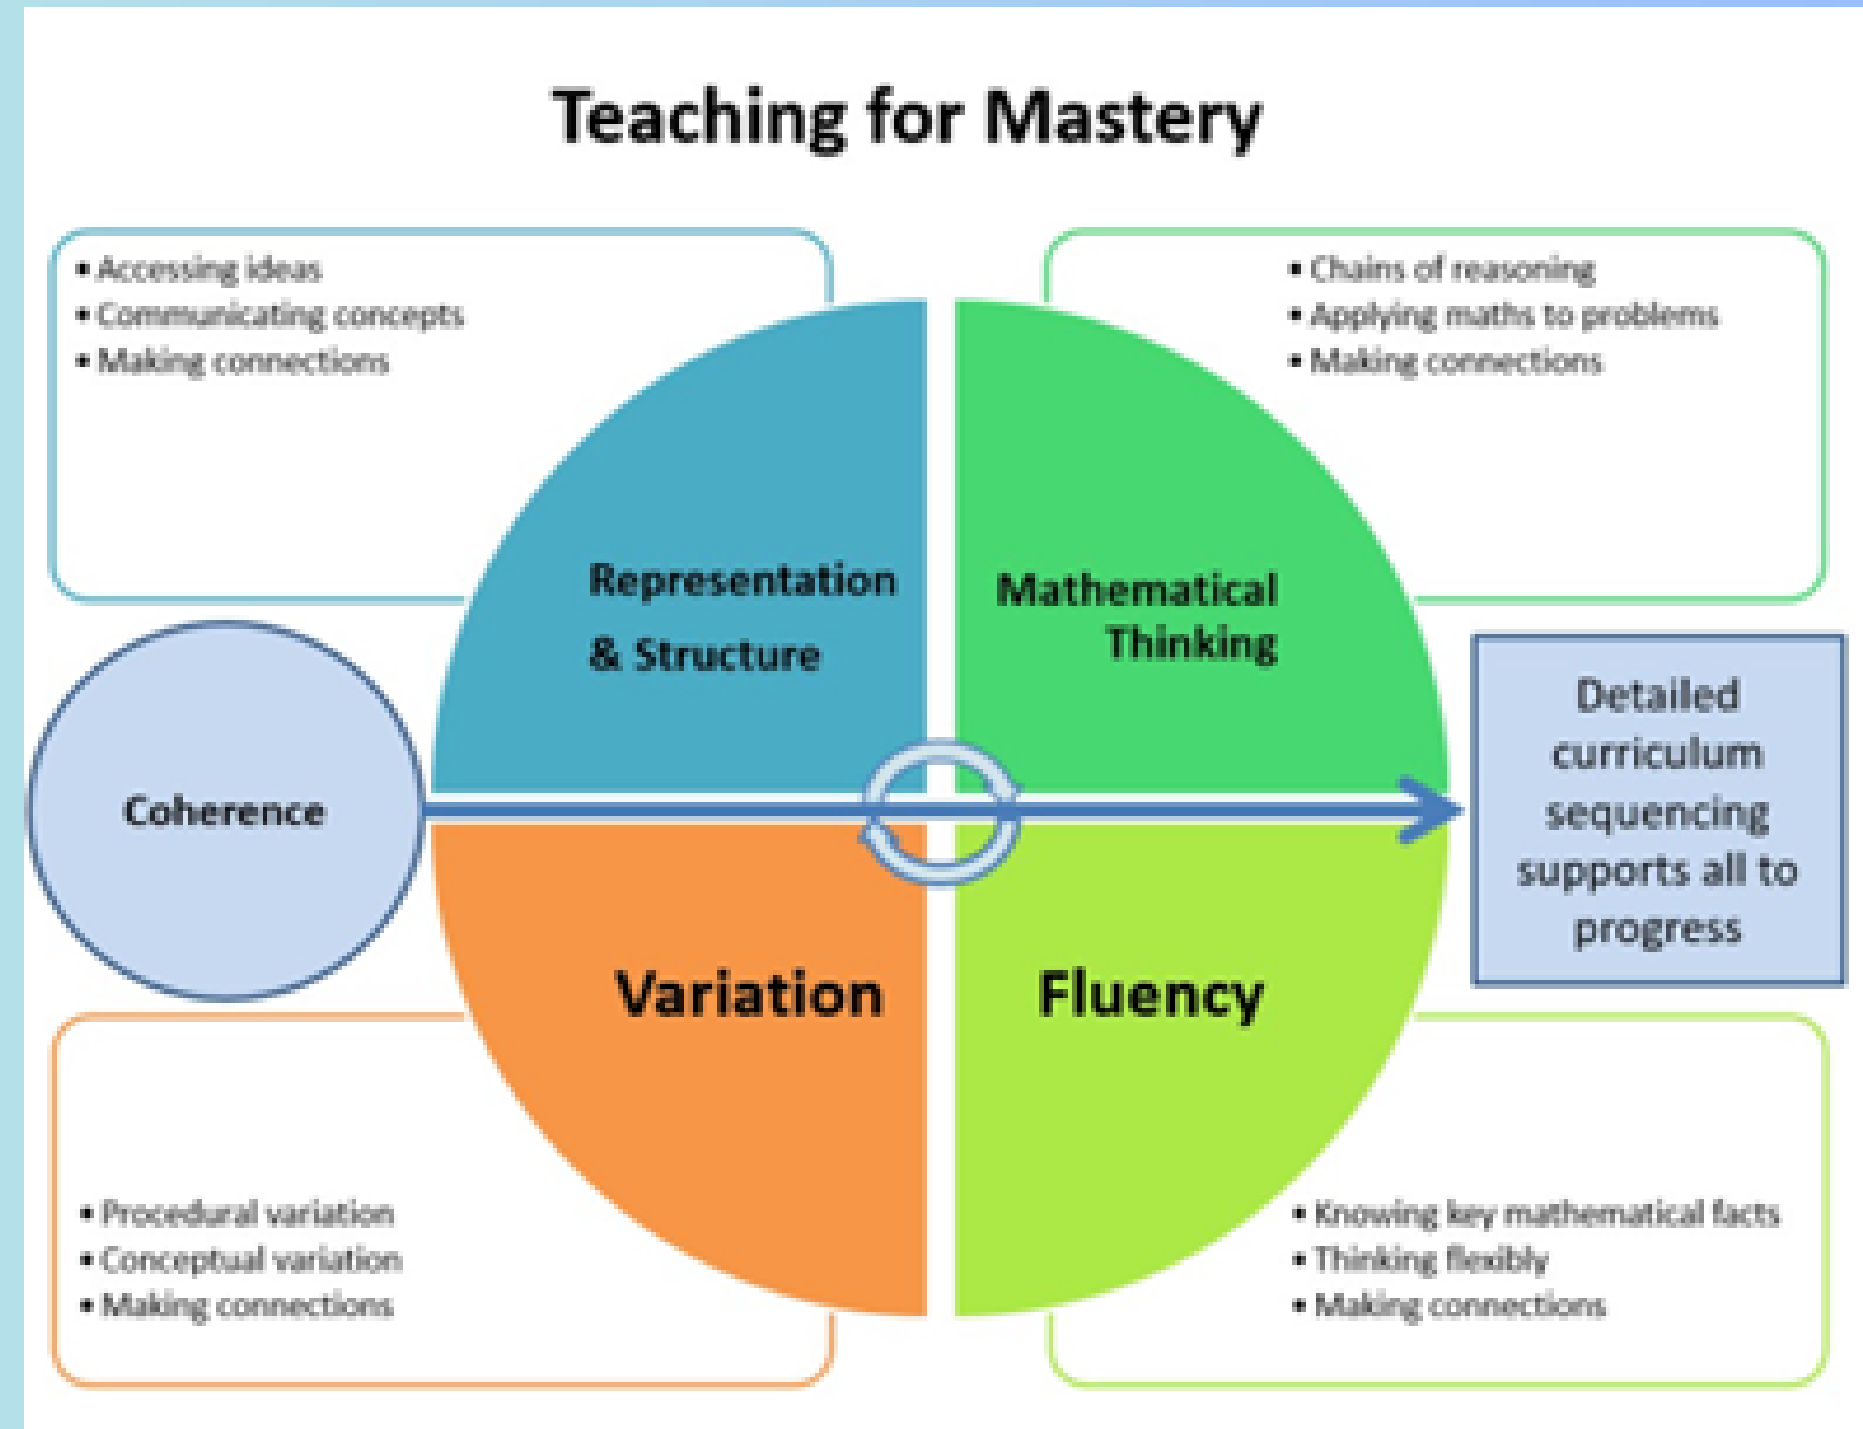 Teaching for Mastery
• Accessing ideas
• Communicating concepts
• Making connections
• Chains of reasoning
• Applying maths to problems
• Making connections
Representation
& Structure
Mathematical
Thinking
Coherence
Detailed
curriculum
sequencing
supports all to
progress
Variation
Fluency
• Procedural variation
• Conceptual variation
• Making connections
• Knowing key mathematical facts
• Thinking flexibly
• Making connections